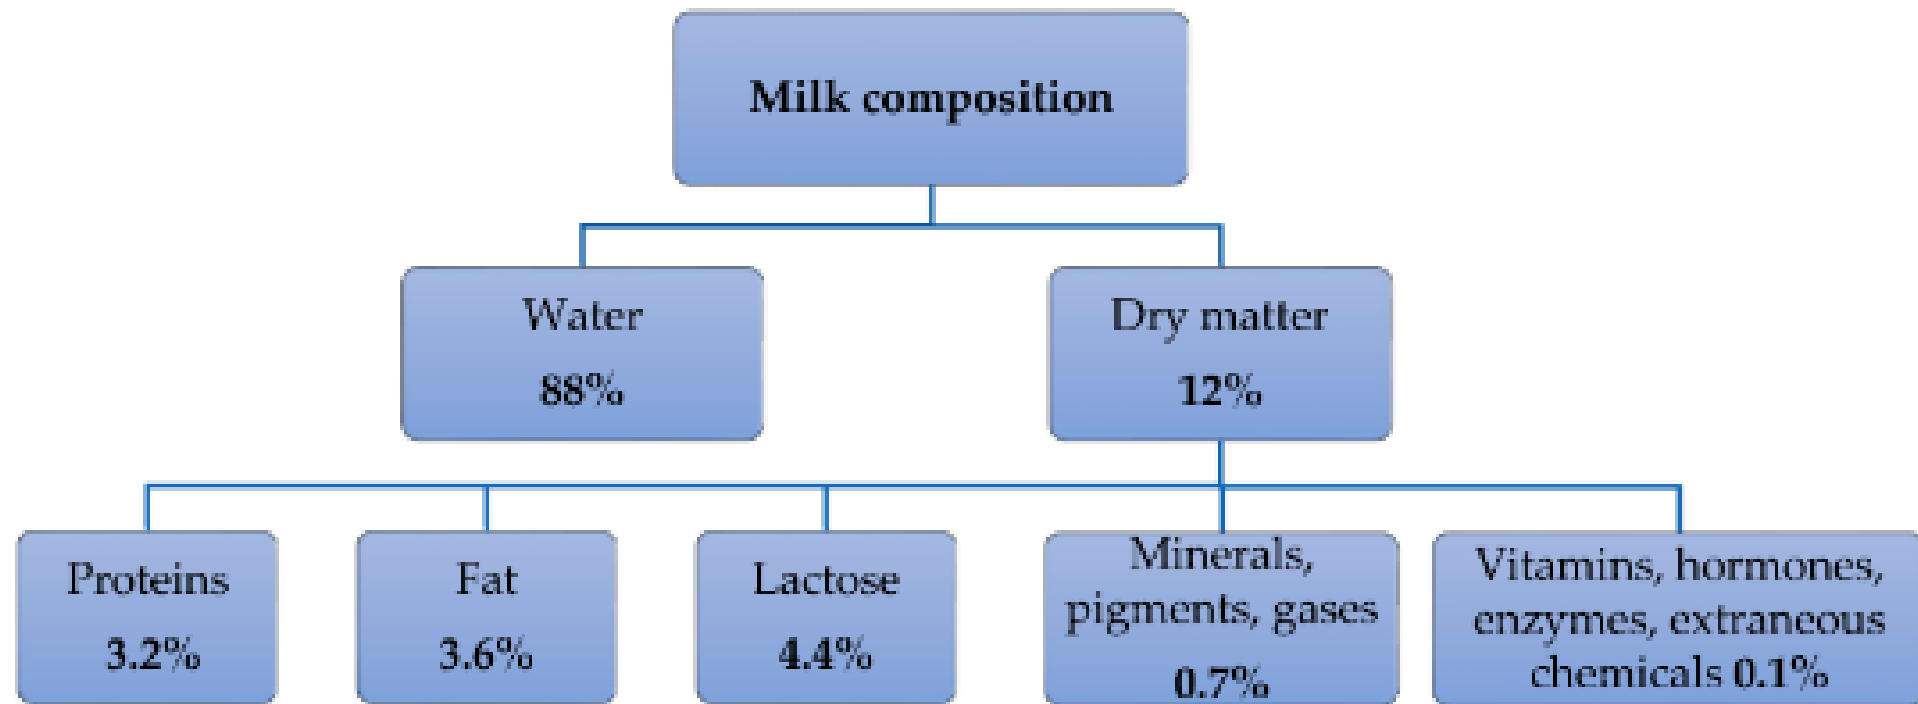 Milk composition
Water
88%
Dry matter
12%
Proteins
3.2%
Fat
3.6%
Lactose
4.4%
Minerals,
pigments, gases
0.7%
Vitamins, hormones,
enzymes, extraneous
chemicals 0.1%